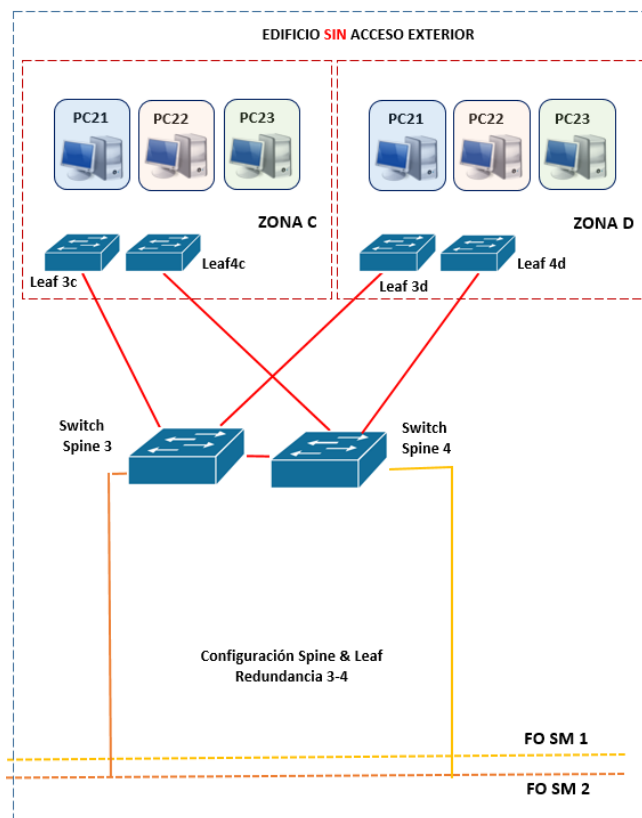 EDIFICIO SIN ACCESO EXTERIOR
PC21
PC22
PC23
ZONA C
Leaf 3c
Leaf4c
PC21
PC22
PC23
ZONA D
Leaf 3d
Leaf 4d
Switch
Spine 3
Switch
Spine 4
Configuración Spine & Leaf
Redundancia 3-4
FO SM 1
FO SM 2